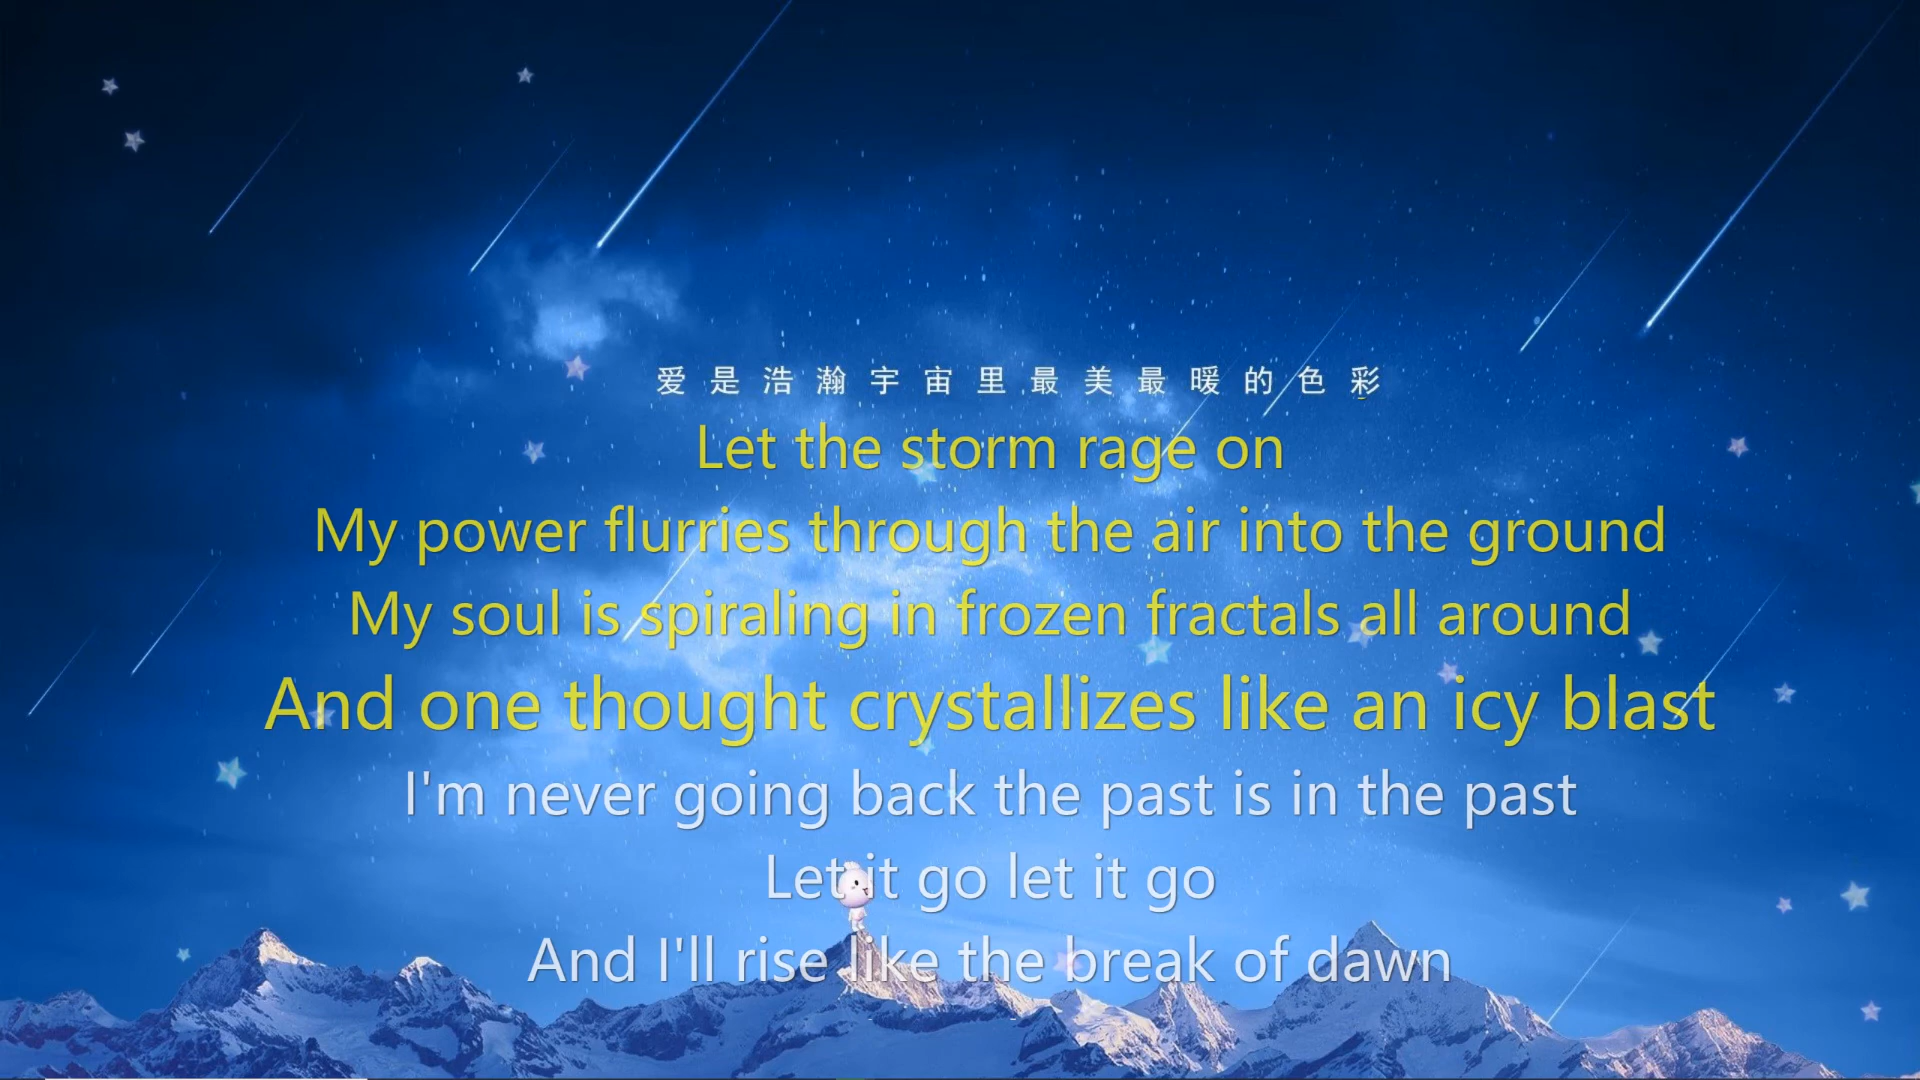 爱是浩瀚宇宙里最美最暖的色彩
Let the storm rage on
My power flurries through the air into the ground
My soul is spiraling in frozen fractals all around
And one thought crystallizes like an icy blast
I'm never going back the past is in the past
Let it go let it go
And I'll rise like the break of dawn